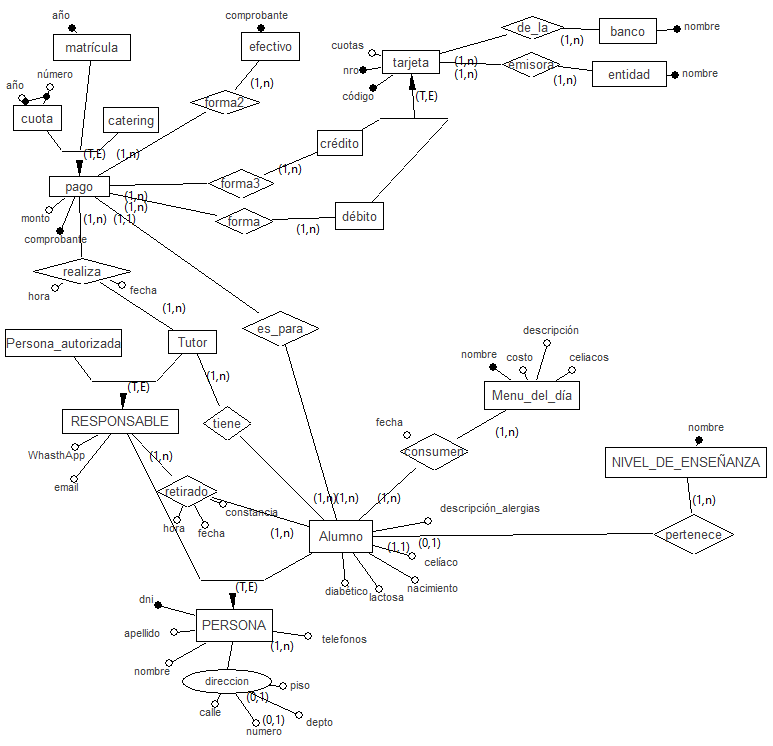 año
comprobante
matrícula
efectivo
de_la
banco
nombre
(1,n)
cuotas
tarjeta
(1,n)
(1,n)
emisora
(1,n)
entidad
nombre
nro
código
(T,E)
año
número
cuota
catering
(1,n)
forma2
(T,E)
(1,n)
crédito
(1,n)
pago
forma3
(1,n)
(1,n)
débito
forma
(1,n)
monto
(1,n)
(1,1)
comprobante
realiza
hora
fecha
(1,n)
es_para
Persona_autorizada
Tutor
(1,n)
descripción
nombre
costo
celiacos
(T,E)
Menu_del_día
RESPONSABLE
tiene
fecha
(1,n)
nombre
WhasthApp
(1,n)
consumen
NIVEL_DE_ENSEÑANZA
email
retirado
(1,n)
(1,n)
(1,n)
(1,n)
constancia
descripción_alergias
hora
fecha
(1,n)
Alumno
(1,1)
(0,1)
pertenece
celíaco
diabético
lactosa
nacimiento
(T,E)
dni
PERSONA
apellido
telefonos
(1,n)
nombre
direccion
piso
(0,1)
calle
(0,1)
numero
depto